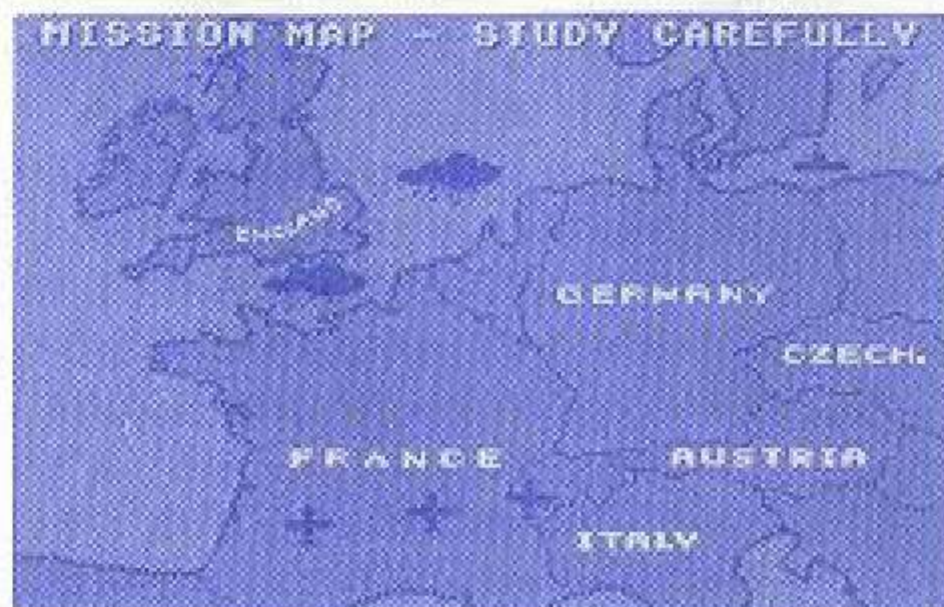 MISSION MAP - STUDY CAREFULLY
ENGLAND
GERMANY
CZECH.
FRANCE
AUSTRIA
ITALY